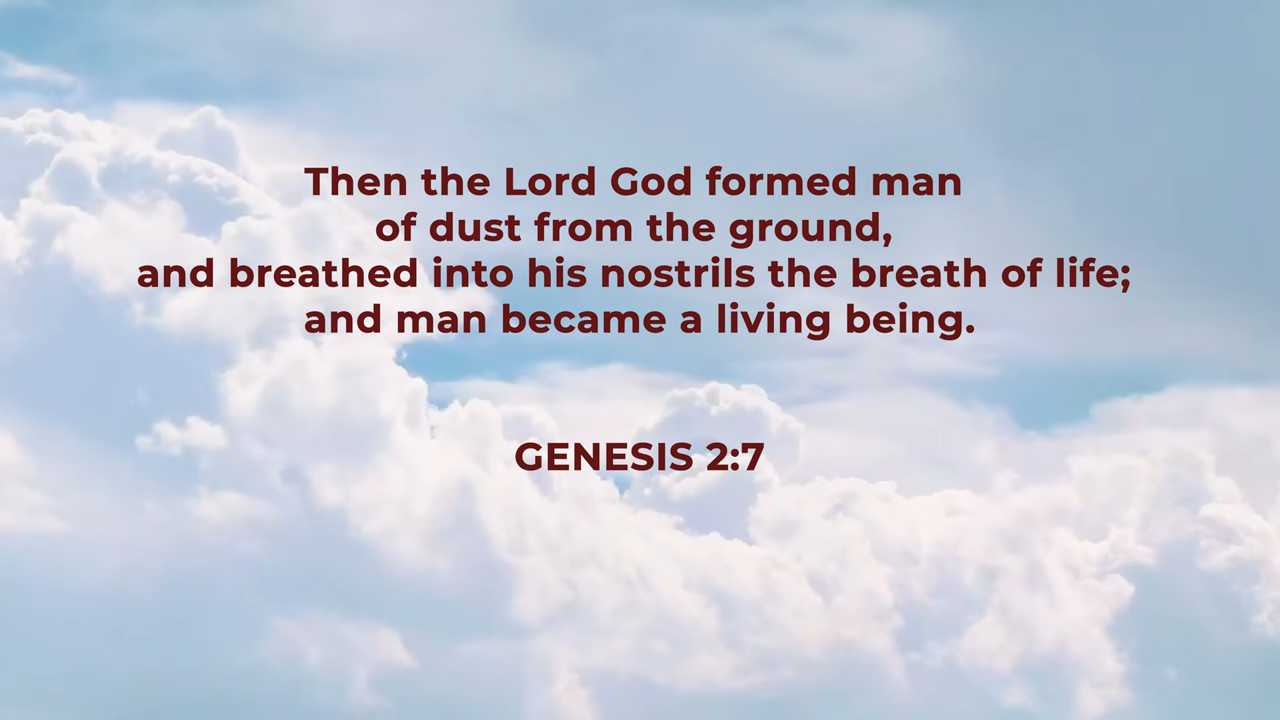 Then the Lord God formed man
of dust from the ground,
and breathed into his nostrils the breath of life;
and man became a living being.
GENESIS 2:7